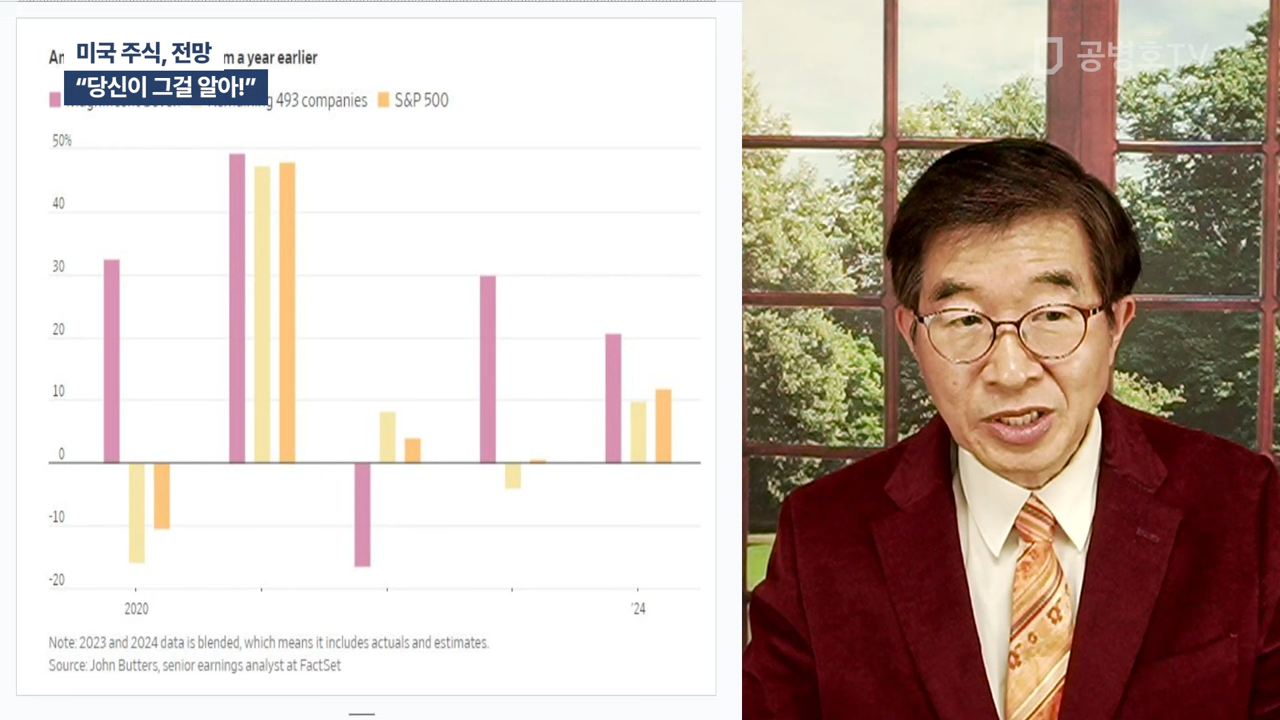 미국 주식, 전망
m a year earlier
“당신이 그걸 알아!”
493 companies
S&P 500
50%
40
30
20
10
0
-10
-20
2020
'24
Note: 2023 and 2024 data is blended, which means it includes actuals and estimates.
Source: John Butters, senior earnings analyst at FactSet
공병호TV